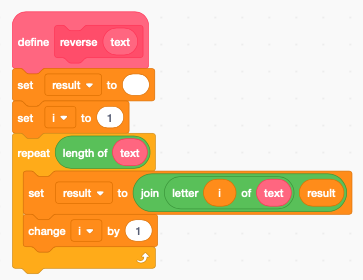 define reverse text
set result to
set i to 1
repeat length of text
set result to join letter i of text result
change i by 1